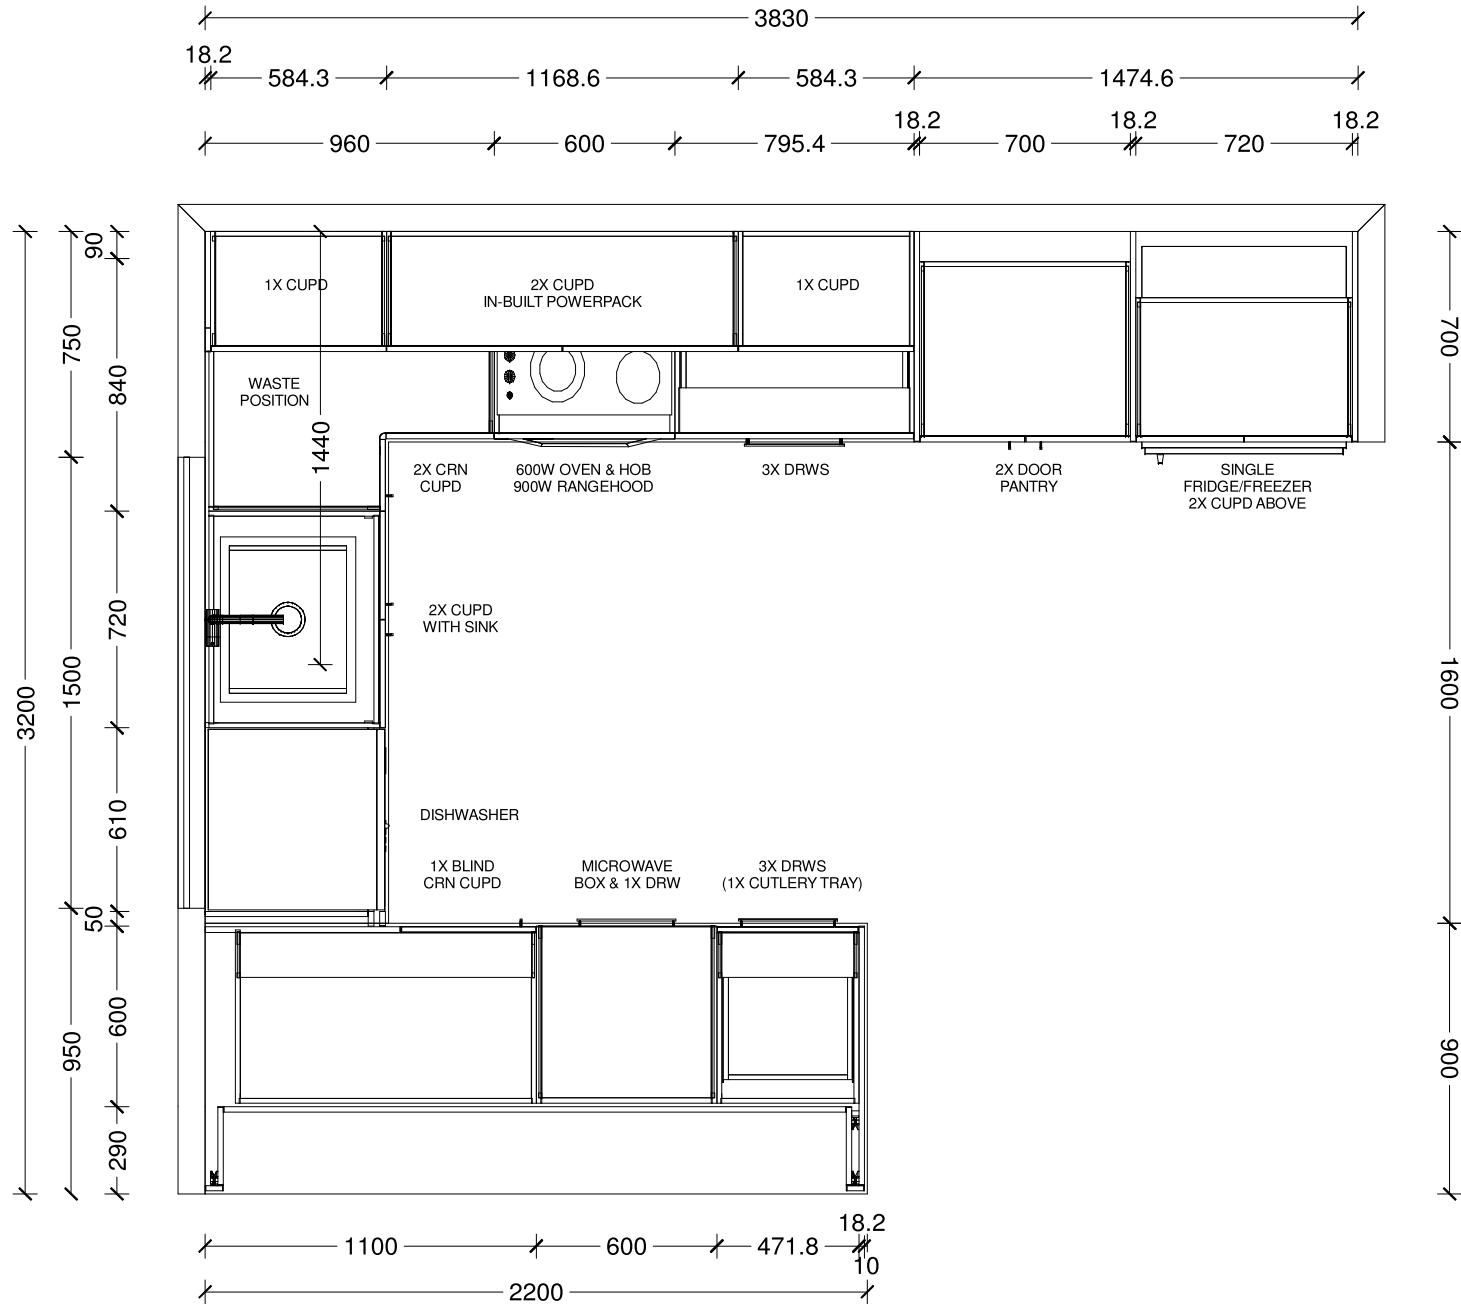 3830
18.2
584.3
1168.6
584.3
1474.6
18.2
18.2
18.2
960
600
795.4
700
720
90
1X CUPD
2X CUPD
IN-BUILT POWERPACK
1X CUPD
750
700
840
WASTE
POSITION
1440
2X CRN
CUPD
600W OVEN & HOB
900W RANGEHOOD
3X DRWS
2X DOOR
PANTRY
SINGLE
FRIDGE/FREEZER
2X CUPD ABOVE
720
2X CUPD
WITH SINK
3200
1500
1600
610
DISHWASHER
1X BLIND
CRN CUPD
MICROWAVE
BOX & 1X DRW
3X DRWS
(1X CUTLERY TRAY)
50
600
950
900
290
18.2
1100
600
471.8
10
2200